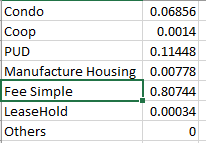 Condo 0.06856
Coop 0.0014
PUD 0.11448
Manufacture Housing 0.00778
Fee Simple 0.80744
LeaseHold 0.00034
Others 0